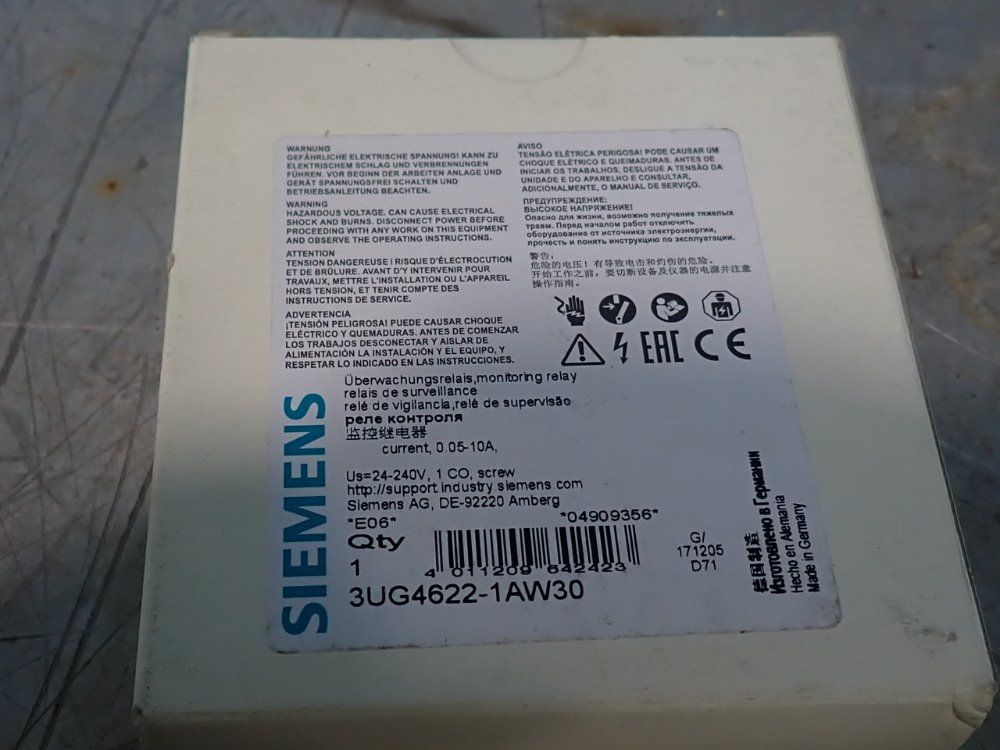 WARNUNG
GEFÄHRLICHE ELEKTRISCHE SPANNUNG! KANN ZU
ELEKTRISCHEM SCHLAG UND VERBRENNUNGEN
FÜHREN. VOR BEGINN DER ARBEITEN ANLAGE UND
GERÄT SPANNUNGSFREI SCHALTEN UND
BETRIEBSANLEITUNG BEACHTEN.
WARNING
HAZARDOUS VOLTAGE. CAN CAUSE ELECTRICAL
SHOCK AND BURNS. DISCONNECT POWER BEFORE
PROCEEDING WITH ANY WORK ON THIS EQUIPMENT
AND OBSERVE THE OPERATING INSTRUCTIONS.
ATTENTION
TENSION DANGEREUSE ! RISQUE D'ÉLECTROCUTION
ET DE BRÛLURE. AVANT D'Y INTERVENIR POUR
TRAVAUX, METTRE L'INSTALLATION OU L'APPAREIL
HORS TENSION, ET TENIR COMPTE DES
INSTRUCTIONS DE SERVICE.
ADVERTENCIA
¡TENSIÓN PELIGROSA! PUEDE CAUSAR CHOQUE
ELÉCTRICO Y QUEMADURAS. ANTES DE COMENZAR
LOS TRABAJOS DESCONECTAR Y AISLAR DE
ALIMENTACIÓN LA INSTALACIÓN Y EL EQUIPO, Y
RESPETAR LO INDICADO EN LAS INSTRUCCIONES.
AVISO
TENSÃO ELÉTRICA PERIGOSA! PODE CAUSAR UM
CHOQUE ELÉTRICO E QUEIMADURAS. ANTES DE
INICIAR OS TRABALHOS, DESLIGUE A TENSÃO DA
UNIDADE E DO APARELHO E CONSULTAR,
ADICIONALMENTE, O MANUAL DE SERVIÇO.
ПРЕДУПРЕЖДЕНИЕ:
ВЫСОКОЕ НАПРЯЖЕНИЕ!
Опасно для жизни, возможно получение тяжелых
травм. Перед началом работ отключить
оборудование от источника электроэнергии,
прочесть и понять инструкцию по эксплуатации.
警告:
危险的电压! 有导致电击和灼伤的危险。
开始工作之前, 要切断设备及仪器的电源并注意
操作指南。
EAC CE
SIEMENS
Überwachungsrelais,monitoring relay
relais de surveillance
relé de vigilancia,relé de supervisão
реле контроля
监控继电器
current, 0.05-10A,
Us=24-240V, 1 CO, screw
http://support.industry.siemens.com
Siemens AG, DE-92220 Amberg
*E06* *04909356*
Qty
1
4 011209 642423
3UG4622-1AW30
G/
171205
D71
德国制造
Изготовлено в Германии
Hecho en Alemania
Made in Germany